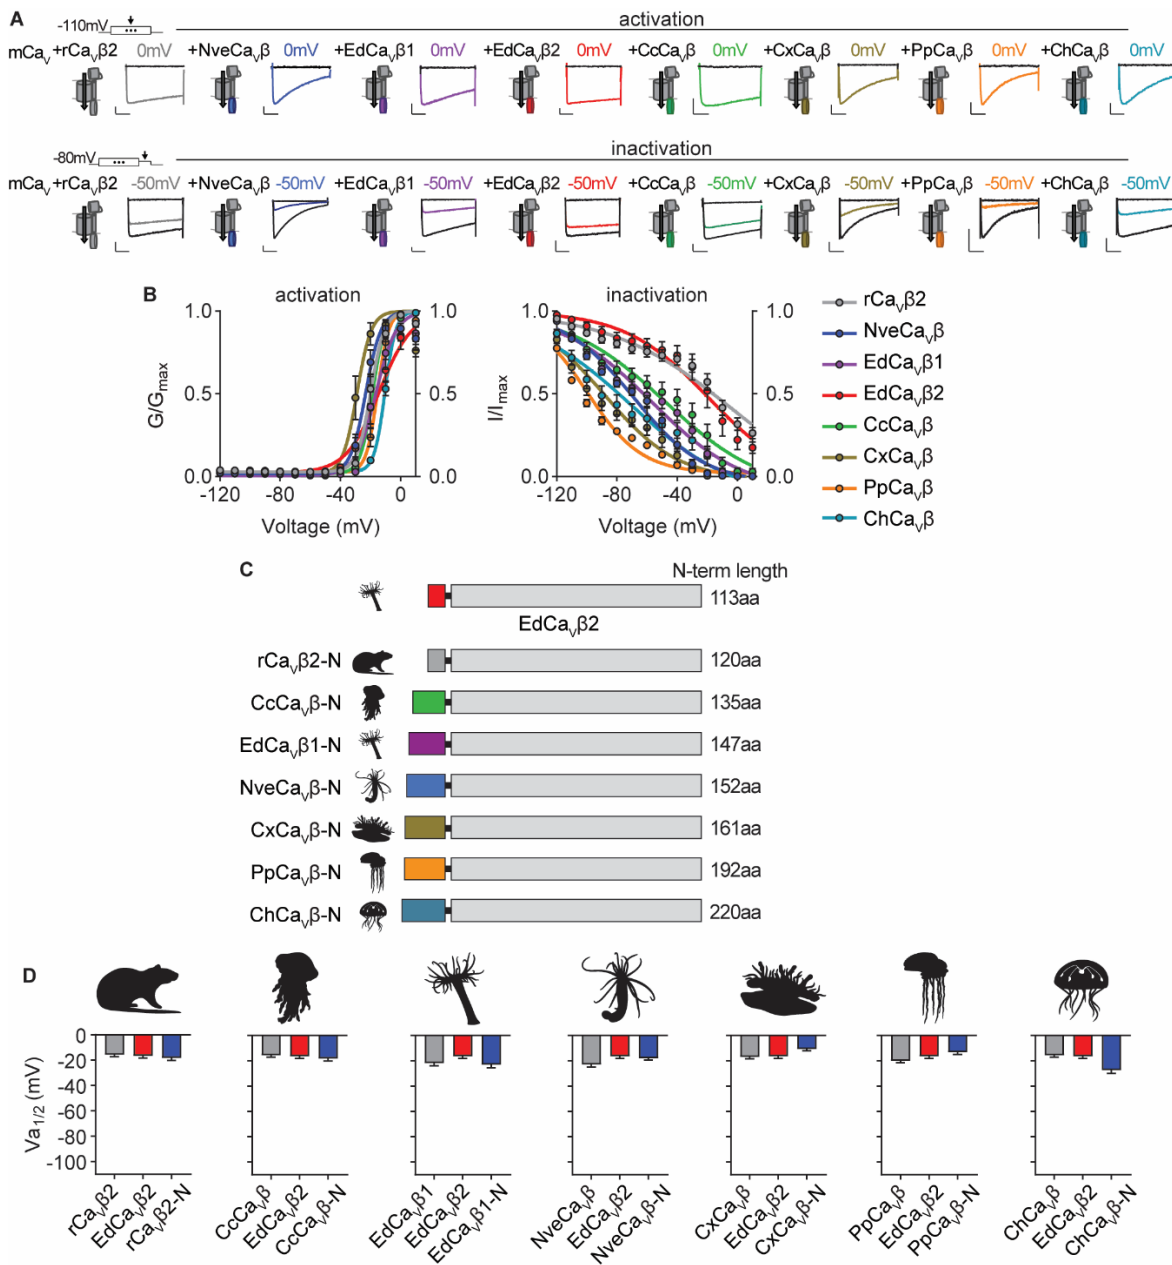 A
-110mV
activation
mCaᵥ +rCaᵥβ2 0mV +NveCaᵥβ 0mV +EdCaᵥβ1 0mV +EdCaᵥβ2 0mV +CcCaᵥβ 0mV +CxCaᵥβ 0mV +PpCaᵥβ 0mV +ChCaᵥβ 0mV
-80mV
inactivation
mCaᵥ +rCaᵥβ2 -50mV +NveCaᵥβ -50mV +EdCaᵥβ1 -50mV +EdCaᵥβ2 -50mV +CcCaᵥβ -50mV +CxCaᵥβ -50mV +PpCaᵥβ -50mV +ChCaᵥβ -50mV
B
activation
G/Gmax
1.0
0.5
0.0
1.0
0.5
0.0
-120 -80 -40 0
Voltage (mV)
inactivation
I/Imax
1.0
0.5
0.0
1.0
0.5
0.0
-120 -80 -40 0
Voltage (mV)
rCaᵥβ2
NveCaᵥβ
EdCaᵥβ1
EdCaᵥβ2
CcCaᵥβ
CxCaᵥβ
PpCaᵥβ
ChCaᵥβ
C
N-term length
113aa
EdCaᵥβ2
rCaᵥβ2-N 120aa
CcCaᵥβ-N 135aa
EdCaᵥβ1-N 147aa
NveCaᵥβ-N 152aa
CxCaᵥβ-N 161aa
PpCaᵥβ-N 192aa
ChCaᵥβ-N 220aa
D
Va1/2 (mV)
0
-20
-40
-60
-80
-100
rCaᵥβ2 EdCaᵥβ2 rCaᵥβ2-N
CcCaᵥβ EdCaᵥβ2 CcCaᵥβ-N
EdCaᵥβ1 EdCaᵥβ2 EdCaᵥβ1-N
NveCaᵥβ EdCaᵥβ2 NveCaᵥβ-N
CxCaᵥβ EdCaᵥβ2 CxCaᵥβ-N
PpCaᵥβ EdCaᵥβ2 PpCaᵥβ-N
ChCaᵥβ EdCaᵥβ2 ChCaᵥβ-N